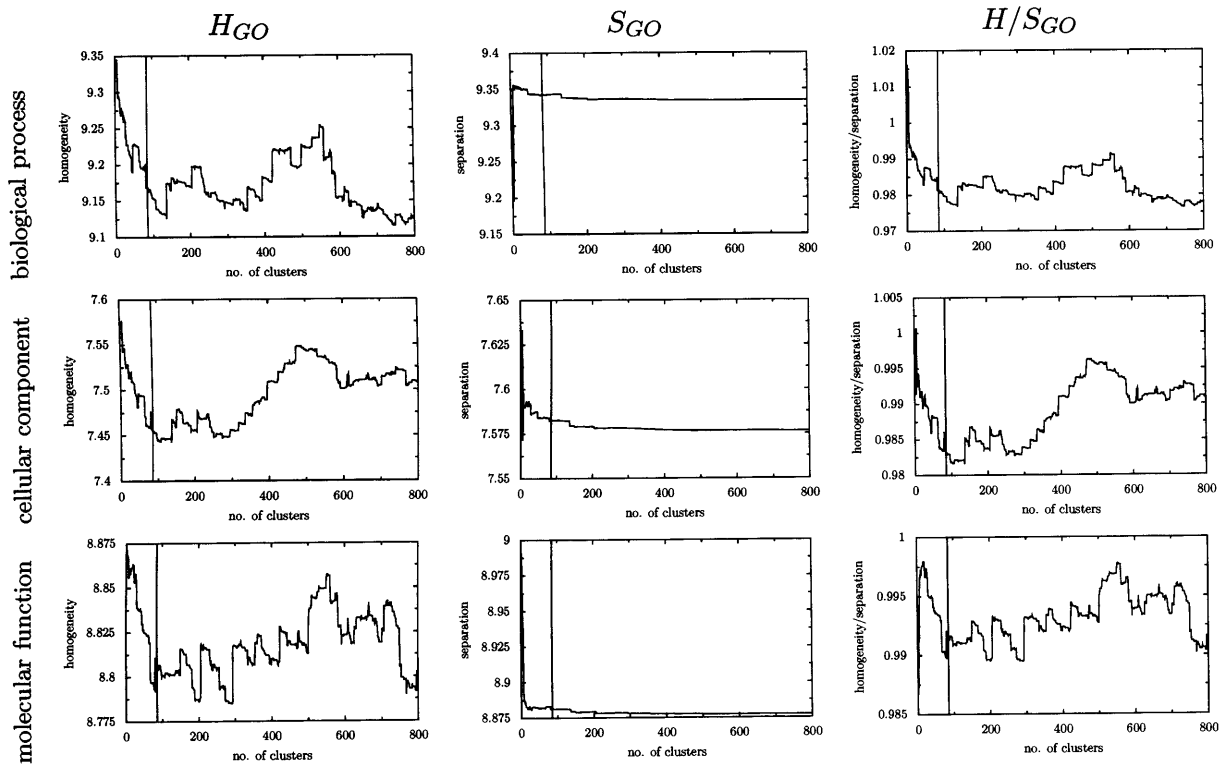 H_GO
S_GO
H/S_GO
biological process
homogeneity
9.35
9.3
9.25
9.2
9.15
9.1
0 200 400 600 800
no. of clusters
separation
9.4
9.35
9.3
9.25
9.2
9.15
0 200 400 600 800
no. of clusters
homogeneity/separation
1.02
1.01
1
0.99
0.98
0.97
0 200 400 600 800
no. of clusters
cellular component
homogeneity
7.6
7.55
7.5
7.45
7.4
0 200 400 600 800
no. of clusters
separation
7.65
7.625
7.6
7.575
7.55
0 200 400 600 800
no. of clusters
homogeneity/separation
1.005
1
0.995
0.99
0.985
0.98
0 200 400 600 800
no. of clusters
molecular function
homogeneity
8.875
8.85
8.825
8.8
8.775
0 200 400 600 800
no. of clusters
separation
9
8.975
8.95
8.925
8.9
8.875
0 200 400 600 800
no. of clusters
homogeneity/separation
1
0.995
0.99
0.985
0 200 400 600 800
no. of clusters